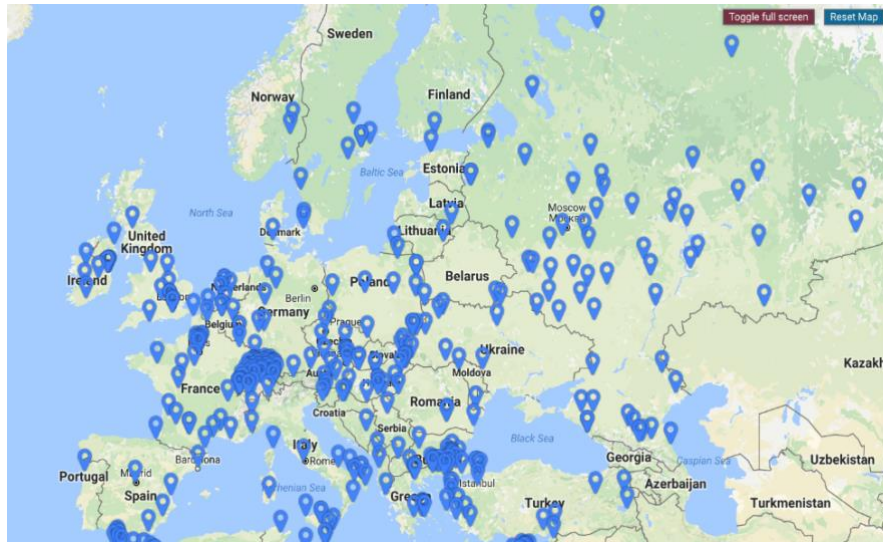 Toggle full screen
Reset Map
Sweden
Finland
Norway
Estonia
Baltic Sea
Latvia
Moscow
Москва
North Sea
Denmark
Lithuania
United
Kingdom
Ireland
Belarus
Berlin
Poland
Netherlands
Germany
London
Belgium
Prague
Ukraine
Kazakh
Moldova
France
Romania
Croatia
Serbia
Italy
Rome
Black Sea
Georgia
Caspian Sea
Uzbekistan
Barcelona
Portugal
Madrid
Spain
Istanbul
Azerbaijan
Greece
Turkey
Turkmenistan